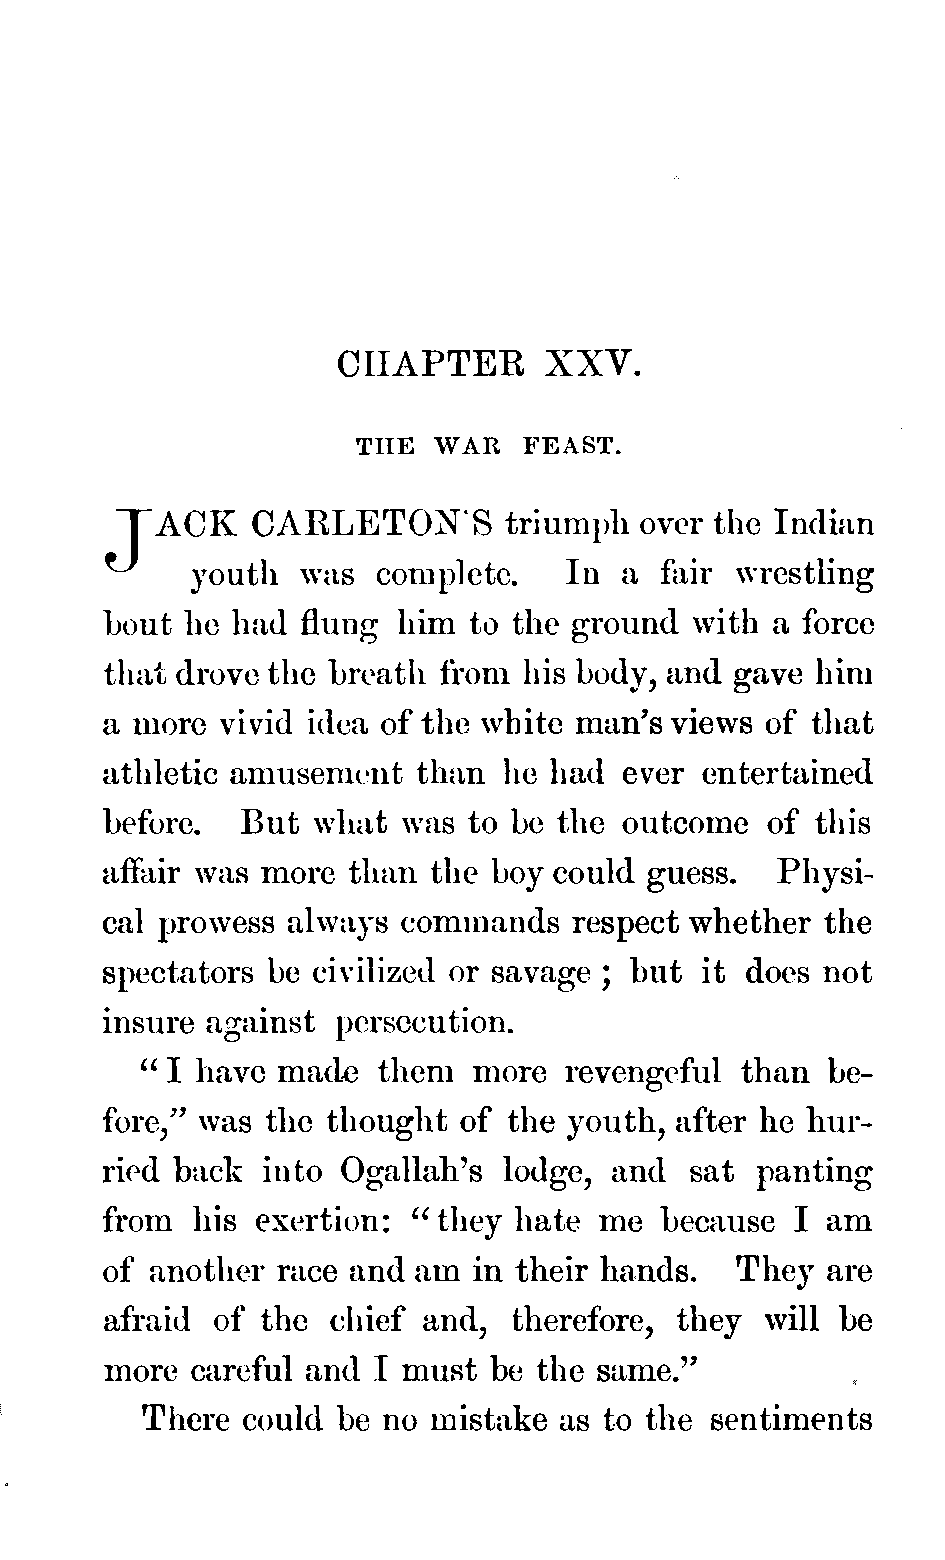 CHAPTER XXV.
THE WAR FEAST.
JACK CARLETON'S triumph over the Indian
youth was complete. In a fair wrestling
bout he had flung him to the ground with a force
that drove the breath from his body, and gave him
a more vivid idea of the white man's views of that
athletic amusement than he had ever entertained
before. But what was to be the outcome of this
affair was more than the boy could guess. Physi-
cal prowess always commands respect whether the
spectators be civilized or savage ; but it does not
insure against persecution.
"I have made them more revengeful than be-
fore," was the thought of the youth, after he hur-
ried back into Ogallah's lodge, and sat panting
from his exertion: "they hate me because I am
of another race and am in their hands. They are
afraid of the chief and, therefore, they will be
more careful and I must be the same."
There could be no mistake as to the sentiments